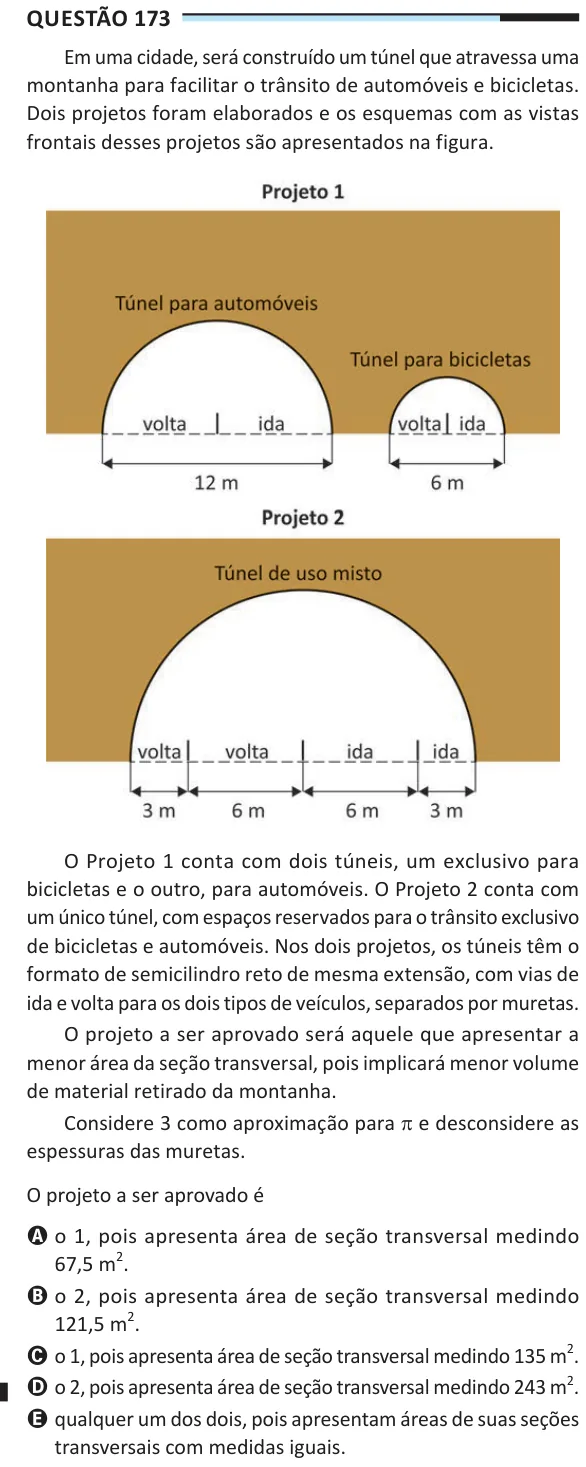 QUESTÃO 173
Em uma cidade, será construído um túnel que atravessa uma
montanha para facilitar o trânsito de automóveis e bicicletas.
Dois projetos foram elaborados e os esquemas com as vistas
frontais desses projetos são apresentados na figura.
Projeto 1
Túnel para automóveis
Túnel para bicicletas
volta ida volta ida
12 m 6 m
Projeto 2
Túnel de uso misto
volta volta ida ida
3 m 6 m 6 m 3 m
O Projeto 1 conta com dois túneis, um exclusivo para
bicicletas e o outro, para automóveis. O Projeto 2 conta com
um único túnel, com espaços reservados para o trânsito exclusivo
de bicicletas e automóveis. Nos dois projetos, os túneis têm o
formato de semicilindro reto de mesma extensão, com vias de
ida e volta para os dois tipos de veículos, separados por muretas.
O projeto a ser aprovado será aquele que apresentar a
menor área da seção transversal, pois implicará menor volume
de material retirado da montanha.
Considere 3 como aproximação para π e desconsidere as
espessuras das muretas.
O projeto a ser aprovado é
A o 1, pois apresenta área de seção transversal medindo
67,5 m².
B o 2, pois apresenta área de seção transversal medindo
121,5 m².
C o 1, pois apresenta área de seção transversal medindo 135 m².
D o 2, pois apresenta área de seção transversal medindo 243 m².
E qualquer um dos dois, pois apresentam áreas de suas seções
transversais com medidas iguais.